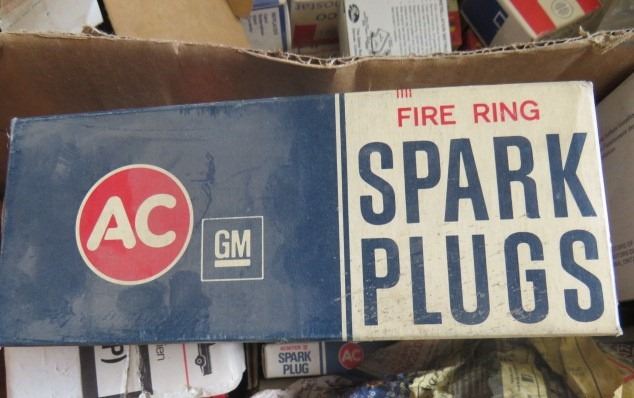 FIRE RING
SPARK
PLUGS
AC
GM
SPARK
PLUG
AC